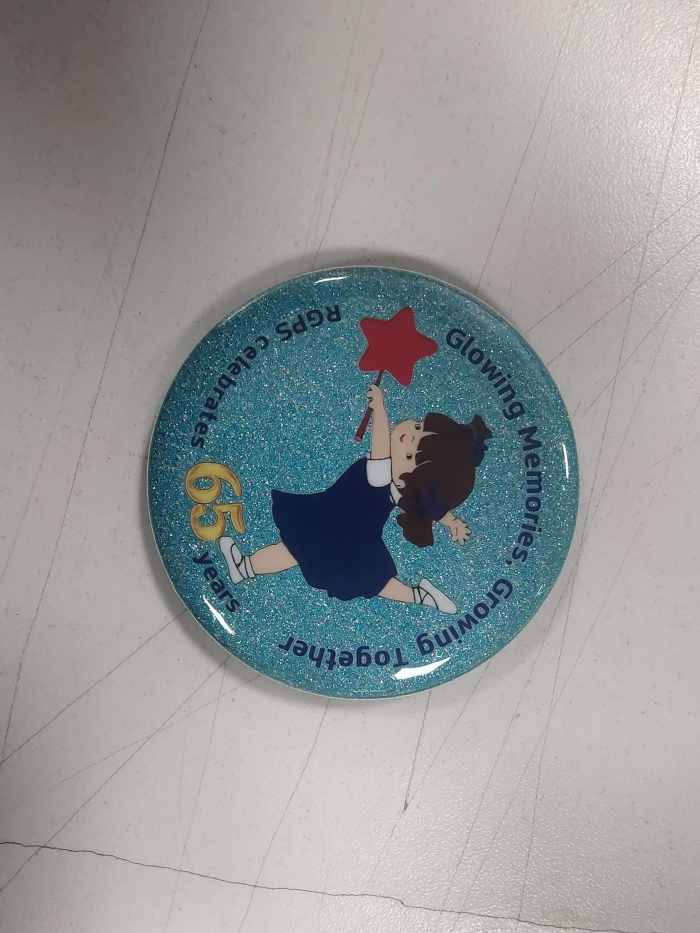 Glowing Memories, Growing Together
RGPS celebrates 65 years